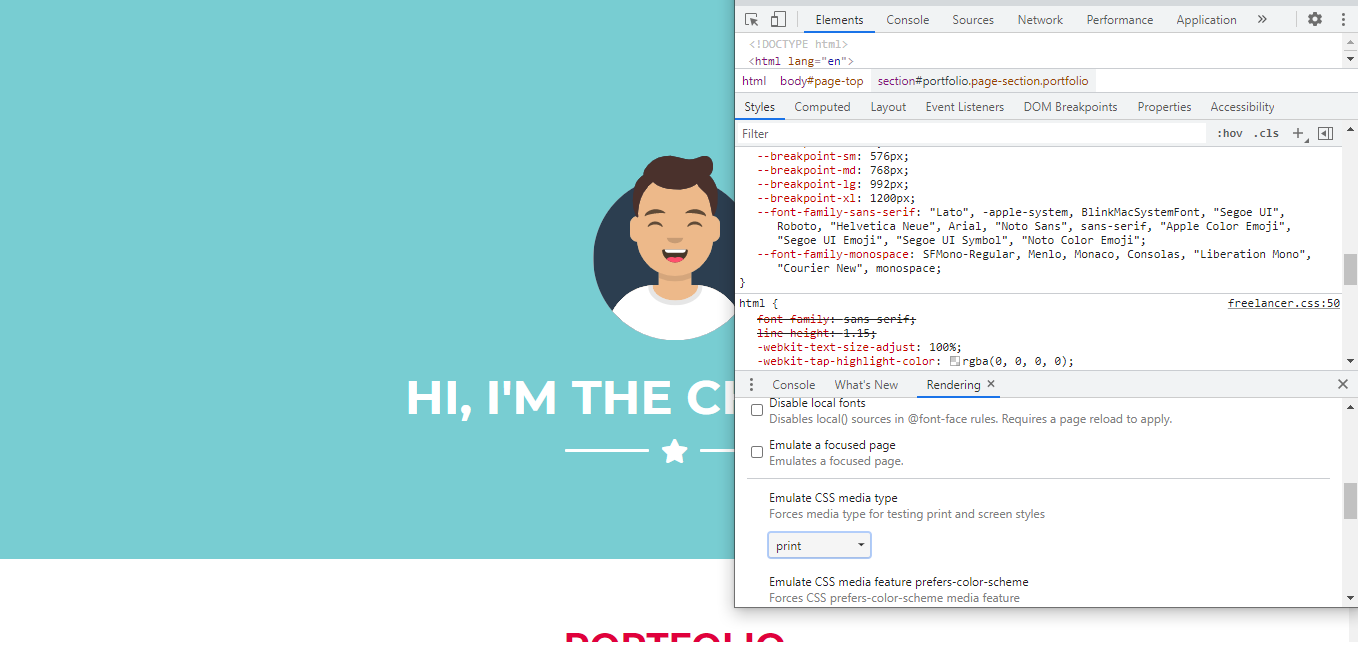 HI, I'M THE C
PORTFOLIO
Elements Console Sources Network Performance Application »
<!DOCTYPE html>
<html lang="en">
html body#page-top section#portfolio.page-section.portfolio
Styles Computed Layout Event Listeners DOM Breakpoints Properties Accessibility
Filter :hov .cls +
--breakpoint-sm: 576px;
--breakpoint-md: 768px;
--breakpoint-lg: 992px;
--breakpoint-xl: 1200px;
--font-family-sans-serif: "Lato", -apple-system, BlinkMacSystemFont, "Segoe UI",
Roboto, "Helvetica Neue", Arial, "Noto Sans", sans-serif, "Apple Color Emoji",
"Segoe UI Emoji", "Segoe UI Symbol", "Noto Color Emoji";
--font-family-monospace: SFMono-Regular, Menlo, Monaco, Consolas, "Liberation Mono",
"Courier New", monospace;
}
html { freelancer.css:50
font-family: sans-serif;
line-height: 1.15;
-webkit-text-size-adjust: 100%;
-webkit-tap-highlight-color: rgba(0, 0, 0, 0);
Console What's New Rendering
Disable local fonts
Disables local() sources in @font-face rules. Requires a page reload to apply.
Emulate a focused page
Emulates a focused page.
Emulate CSS media type
Forces media type for testing print and screen styles
print
Emulate CSS media feature prefers-color-scheme
Forces CSS prefers-color-scheme media feature